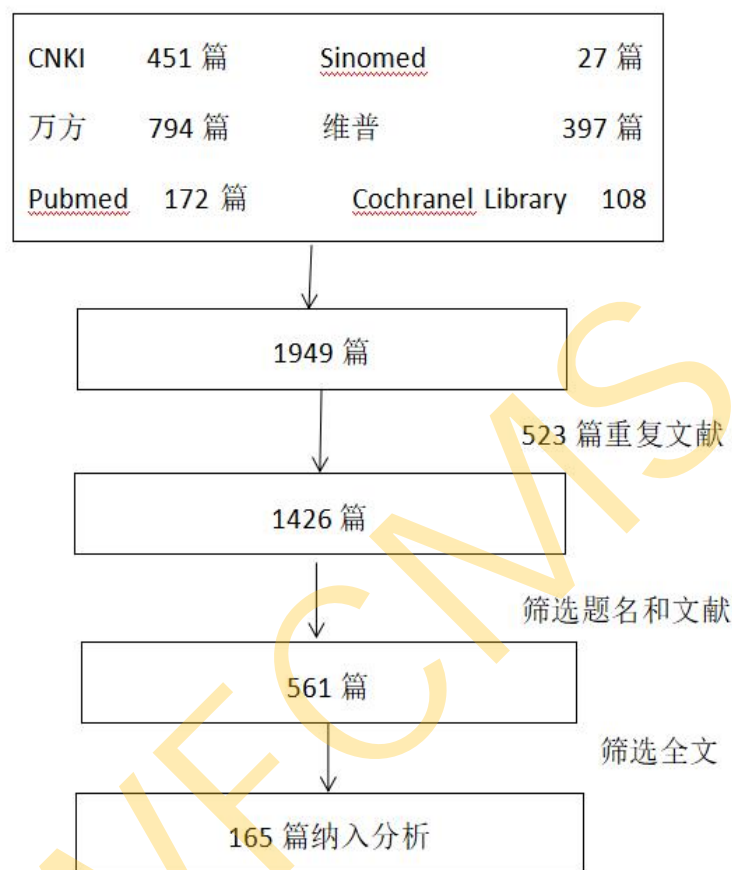 CNKI 451 篇 Sinomed 27 篇
万方 794 篇 维普 397 篇
Pubmed 172 篇 Cochranel Library 108
1949 篇
523 篇重复文献
1426 篇
筛选题名和文献
561 篇
筛选全文
165 篇纳入分析
WFCMS